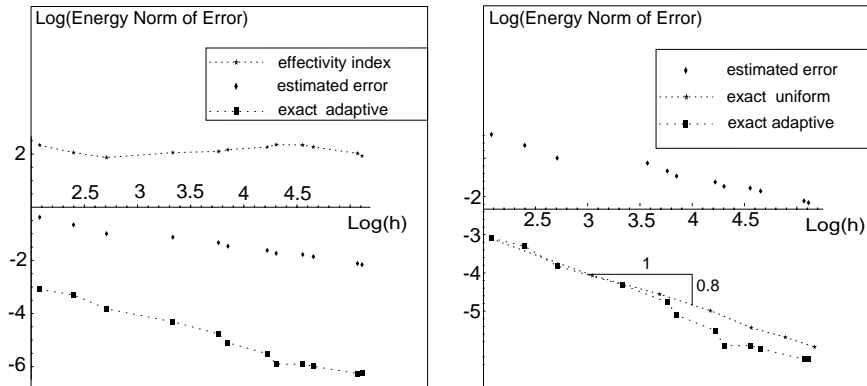 Log(Energy Norm of Error)
effectivity index
estimated error
exact adaptive
2
2.5 3 3.5 4 4.5
Log(h)
-2
-4
-6
Log(Energy Norm of Error)
estimated error
exact uniform
exact adaptive
-2
2.5 3 3.5 4 4.5
Log(h)
-3
1
-4
0.8
-5